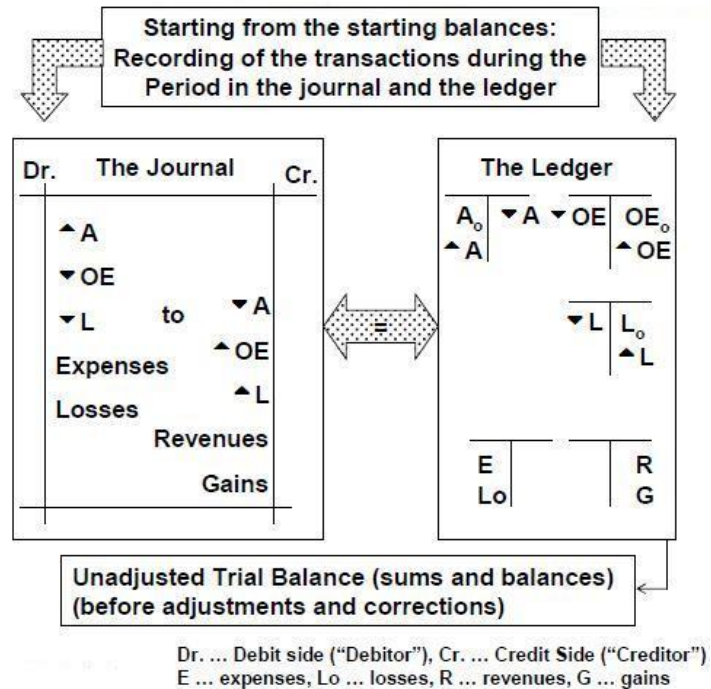 Starting from the starting balances:
Recording of the transactions during the
Period in the journal and the ledger
Dr. The Journal Cr.
▲ A
▼ OE
▼ L to ▼ A
▲ OE
Expenses
▲ L
Losses
Revenues
Gains
=
The Ledger
A₀ ▼ A ▼ OE OE₀
▲ A ▲ OE
▼ L L₀
▲ L
E R
Lo G
Unadjusted Trial Balance (sums and balances)
(before adjustments and corrections)
Dr. ... Debit side (“Debitor”), Cr. ... Credit Side (“Creditor”)
E ... expenses, Lo ... losses, R ... revenues, G ... gains